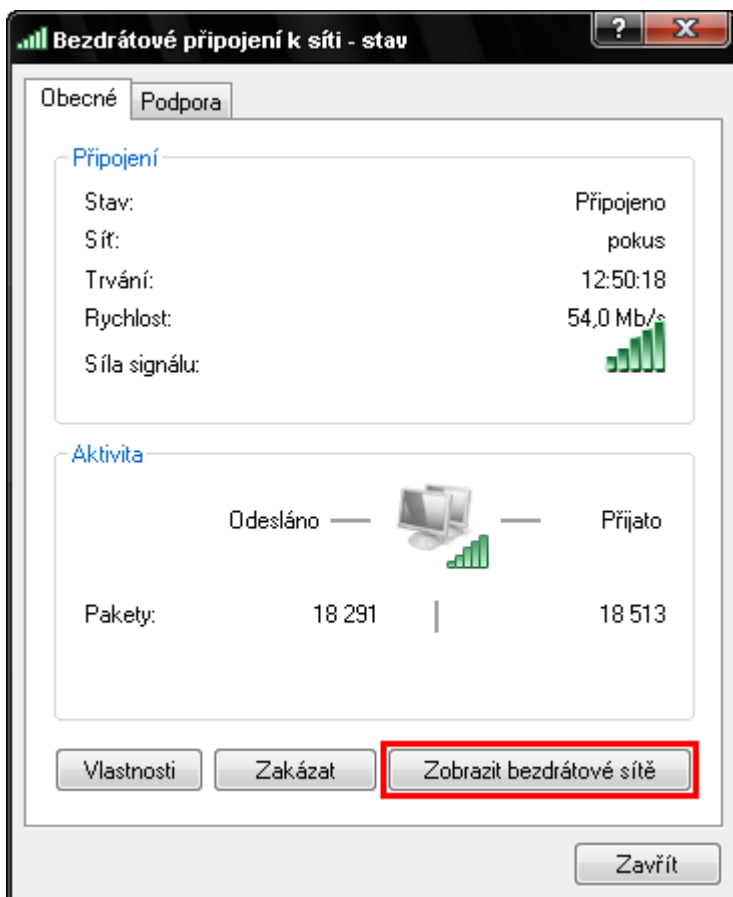 Bezdrátové připojení k síti - stav
Obecné Podpora
Připojení
Stav: Připojeno
Síť: pokus
Trvání: 12:50:18
Rychlost: 54,0 Mb/s
Síla signálu:
Aktivita
Odesláno Přijato
Pakety: 18 291 18 513
Vlastnosti Zakázat Zobrazit bezdrátové sítě
Zavřít